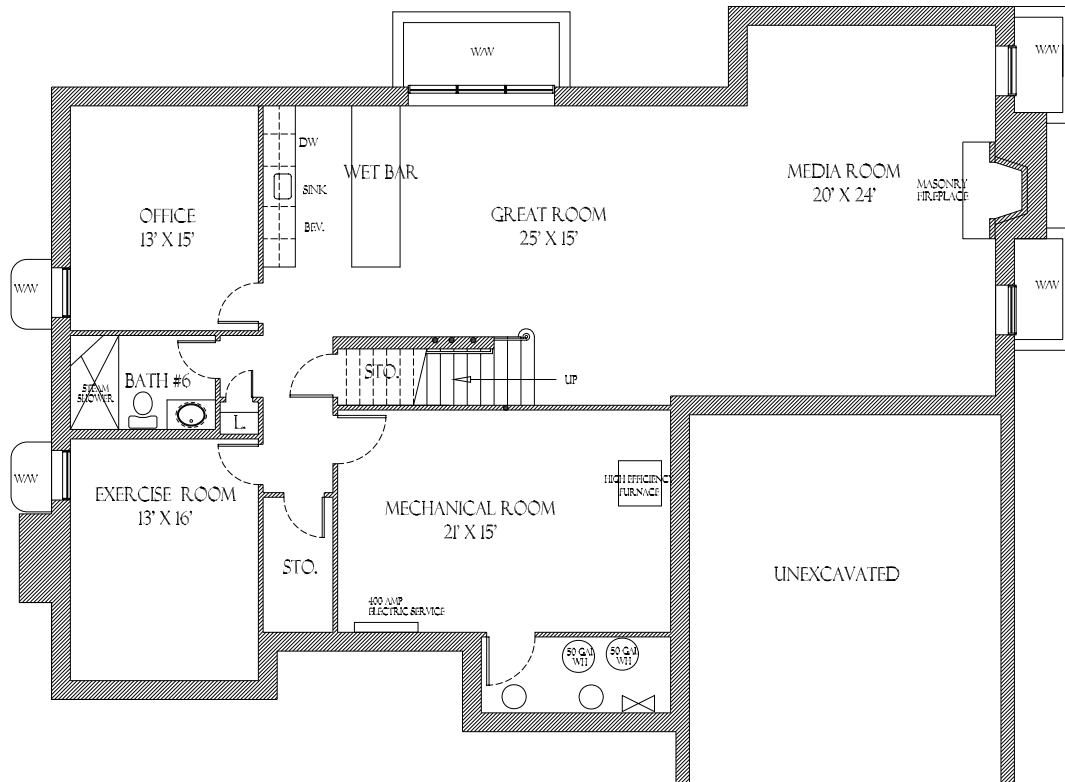 W/W
W/W
DW
WET BAR
MEDIA ROOM
20' X 24'
MASONRY
FIREPLACE
SINK
OFFICE
13' X 15'
BEV.
GREAT ROOM
25' X 15'
W/W
W/W
STO.
UP
BATH #6
STEAM
SHOWER
L.
W/W
EXERCISE ROOM
13' X 16'
MECHANICAL ROOM
21' X 15'
HIGH EFFICIENCY
FURNACE
STO.
UNEXCAVATED
400 AMP
ELECTRIC SERVICE
50 GAL
WH
50 GAL
WH